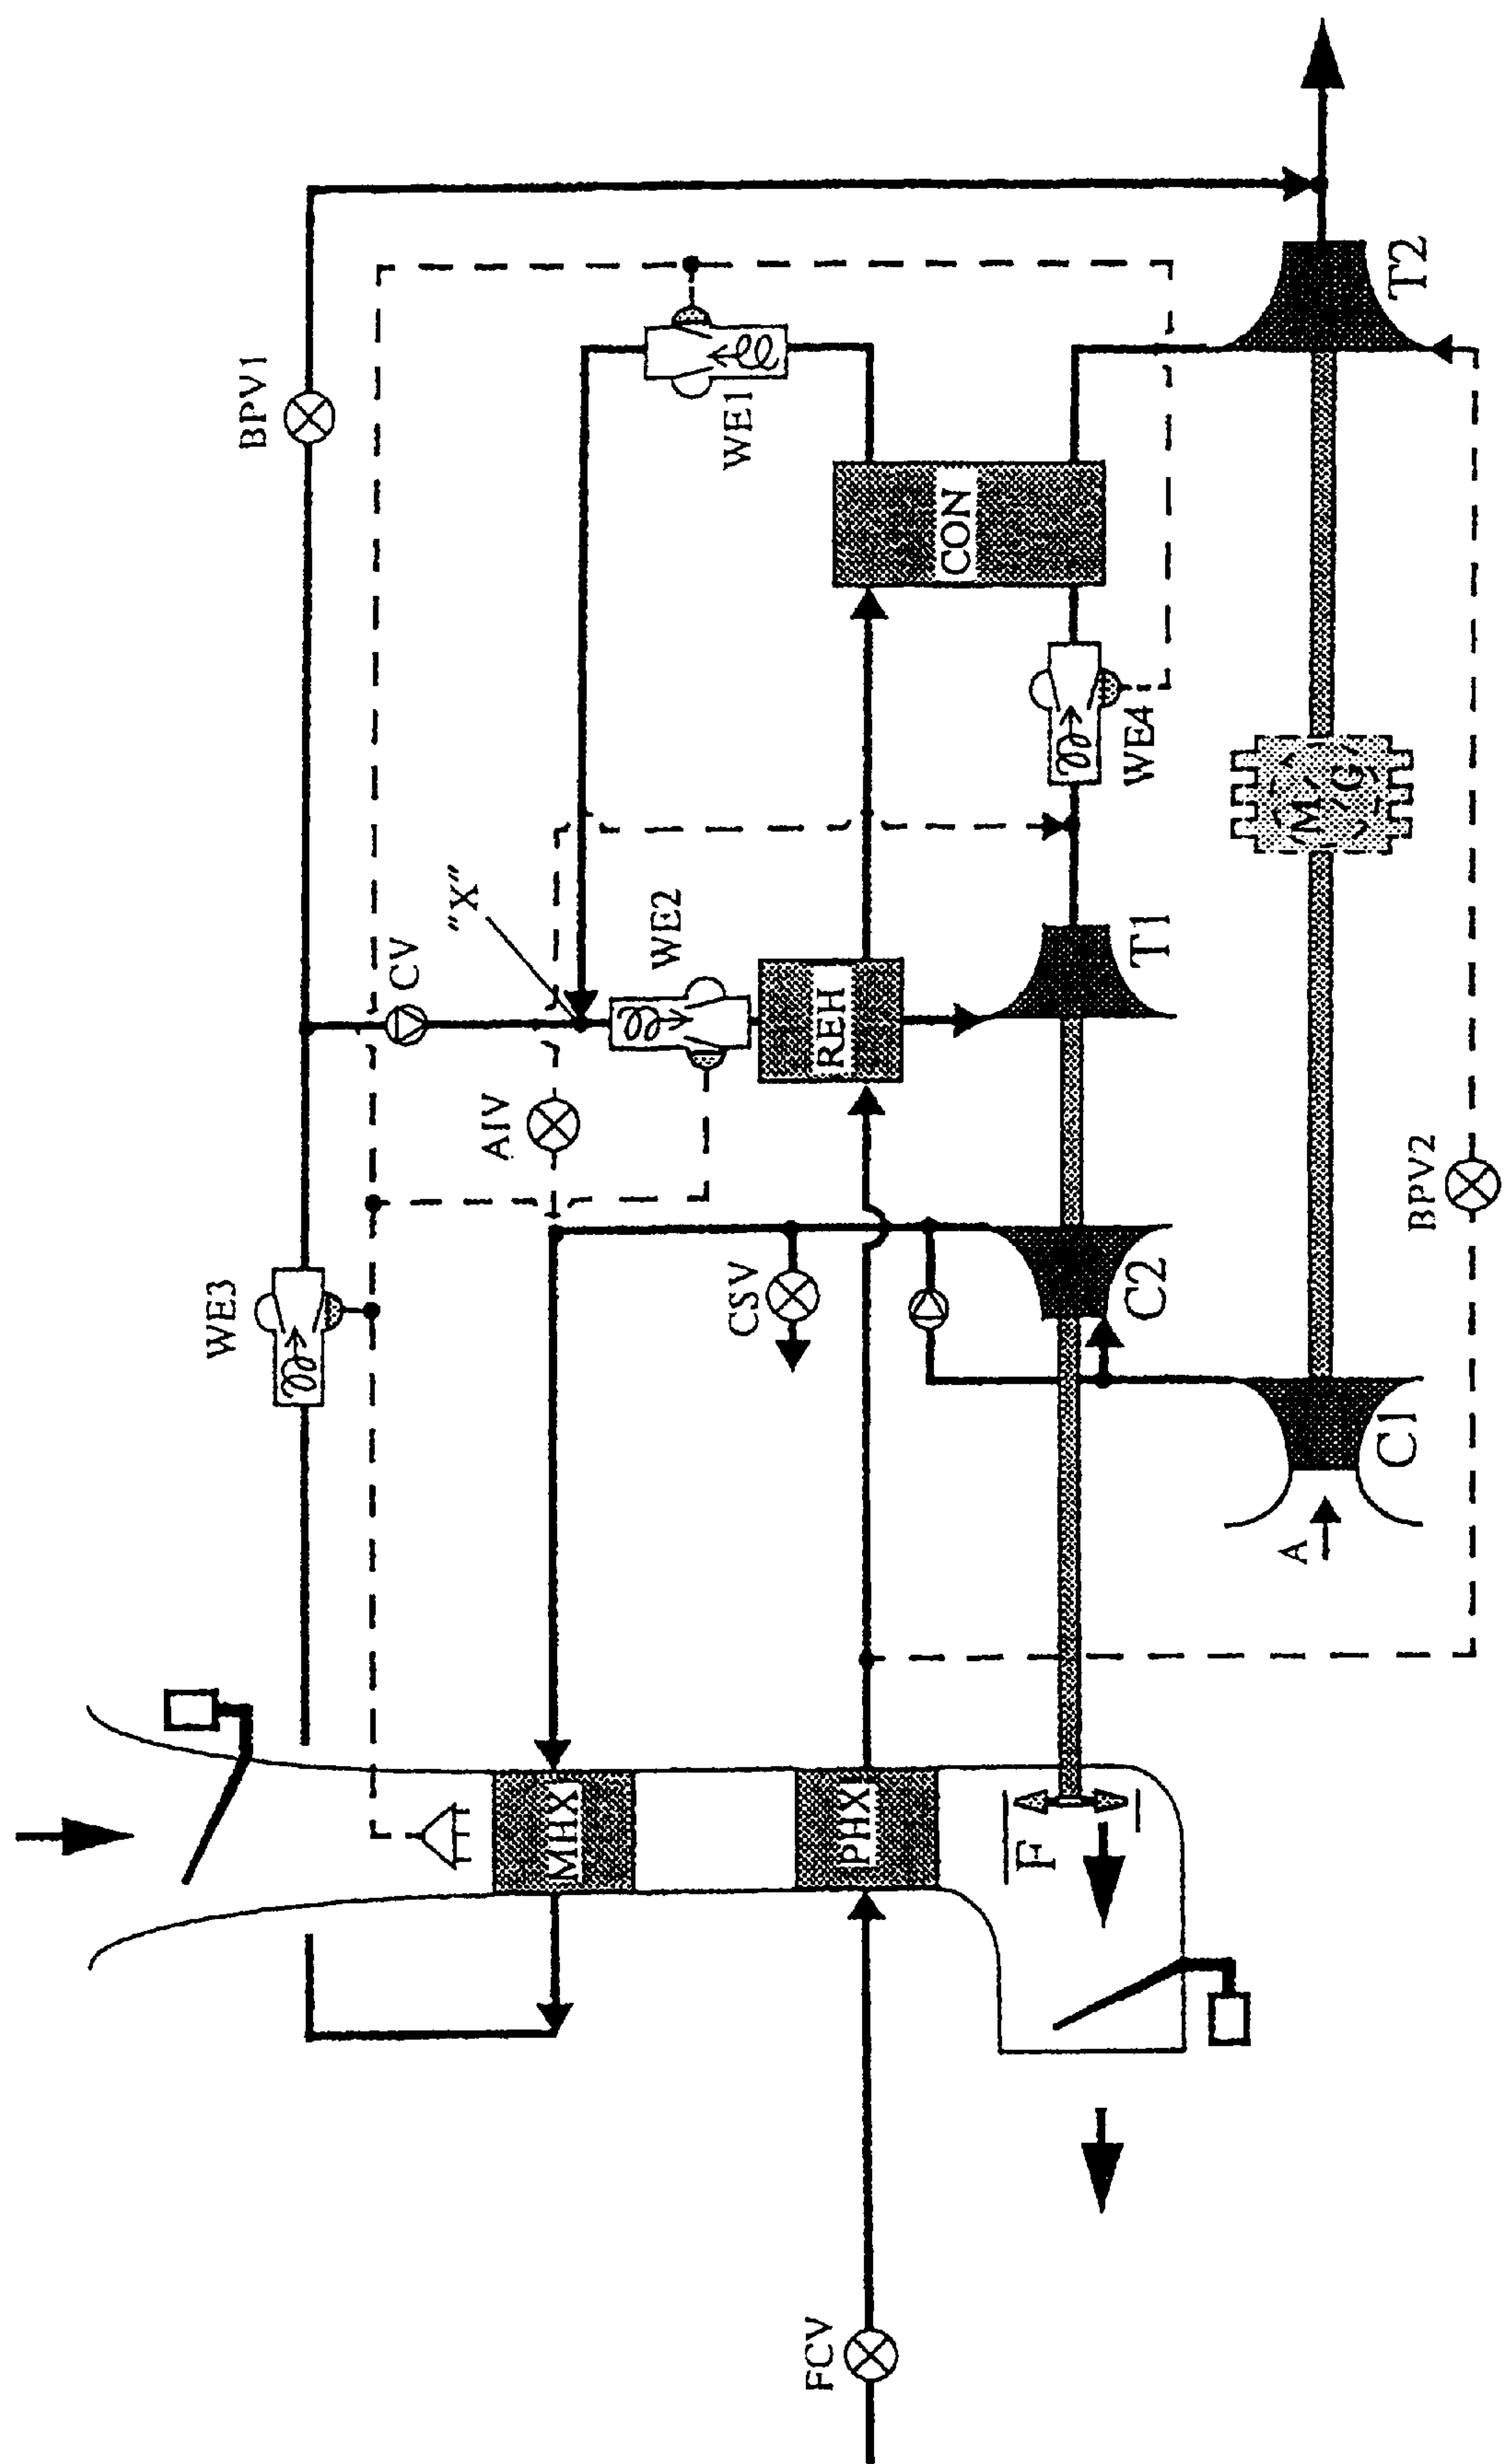 BPV1
T2
WE1
CON
WE4
M
G
"X"
CV
WE2
T1
REH
AIV
BPV2
WE3
CSV
C2
C1
A
MHX
PHX
F
FCV